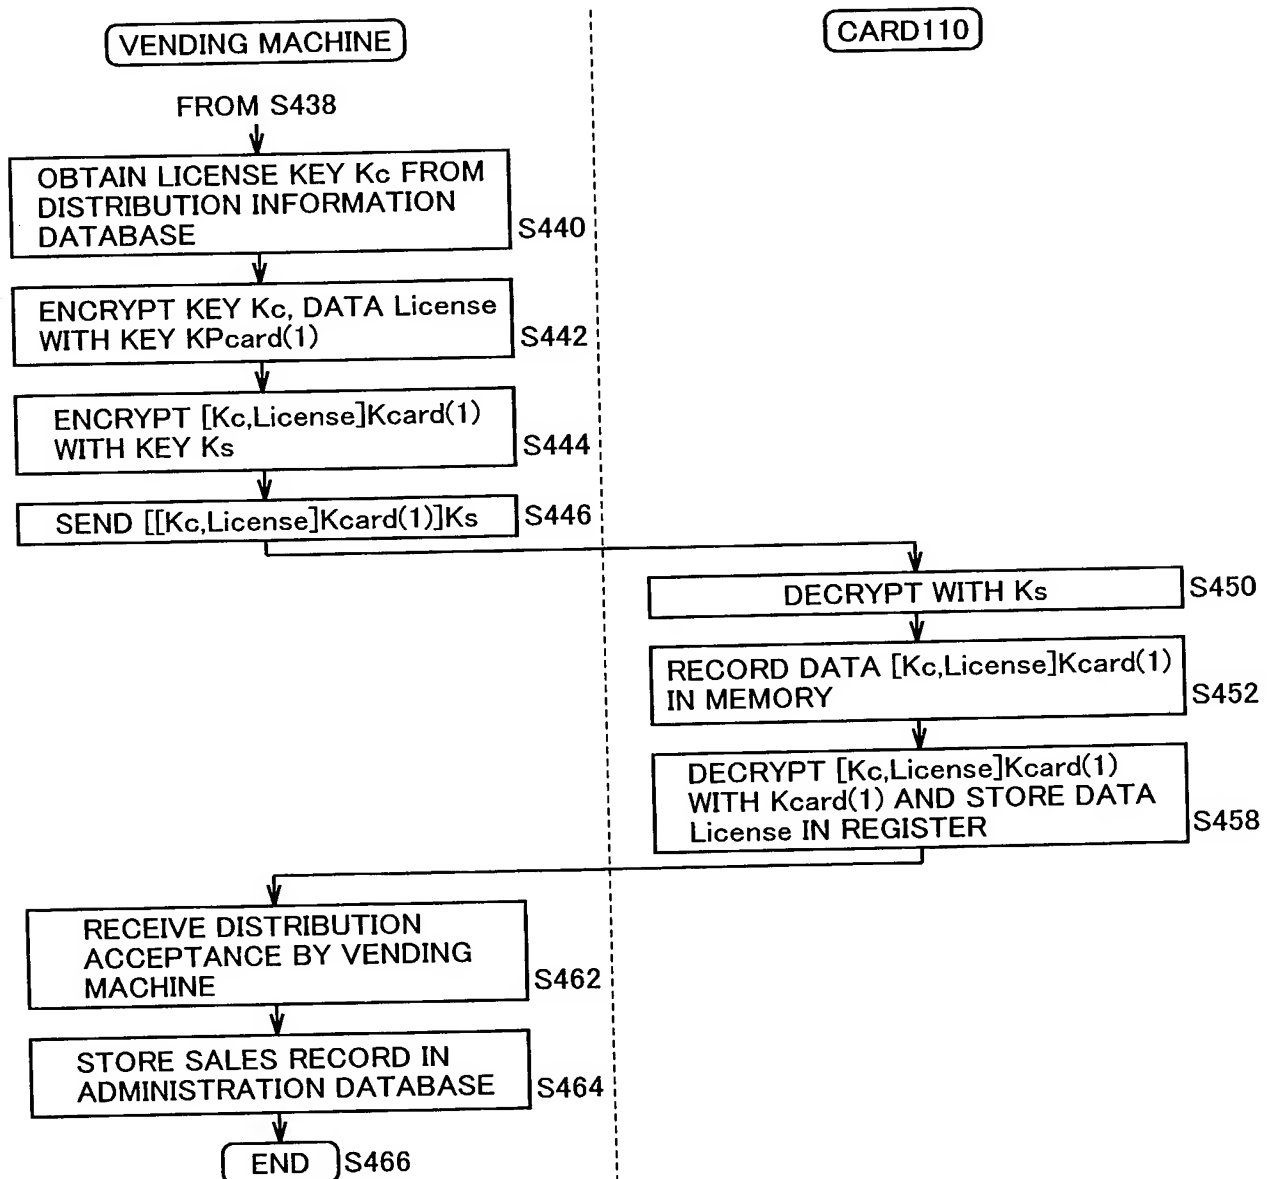 VENDING MACHINE
CARD110
FROM S438
OBTAIN LICENSE KEY Kc FROM
DISTRIBUTION INFORMATION
DATABASE
S440
ENCRYPT KEY Kc, DATA License
WITH KEY KPcard(1)
S442
ENCRYPT [Kc,License]Kcard(1)
WITH KEY Ks
S444
SEND [[Kc,License]Kcard(1)]Ks
S446
DECRYPT WITH Ks
S450
RECORD DATA [Kc,License]Kcard(1)
IN MEMORY
S452
DECRYPT [Kc,License]Kcard(1)
WITH Kcard(1) AND STORE DATA
License IN REGISTER
S458
RECEIVE DISTRIBUTION
ACCEPTANCE BY VENDING
MACHINE
S462
STORE SALES RECORD IN
ADMINISTRATION DATABASE
S464
END
S466